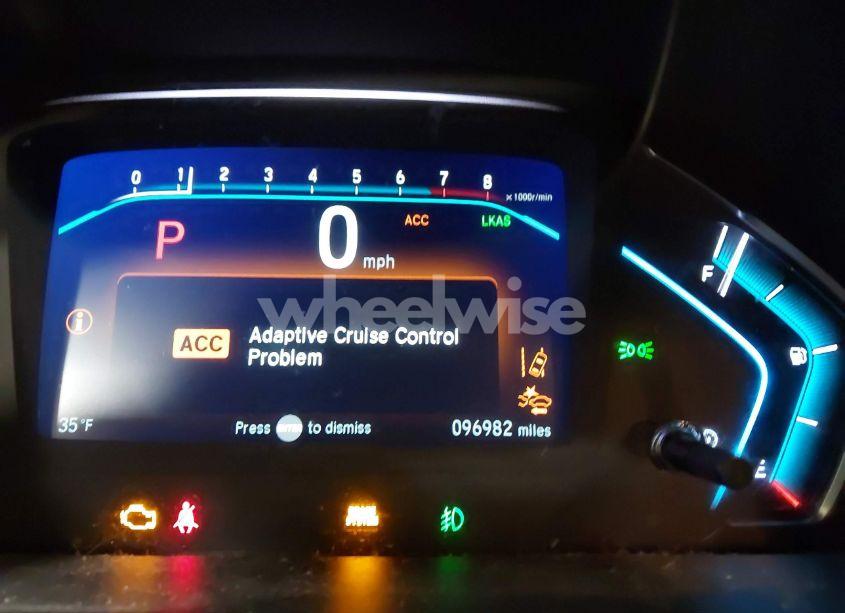 0 1 2 3 4 5 6 7 8
x1000r/min
ACC
LKAS
P
0 mph
F
wheelwise
ACC
Adaptive Cruise Control
Problem
35°F
Press
to dismiss
096982 miles
E